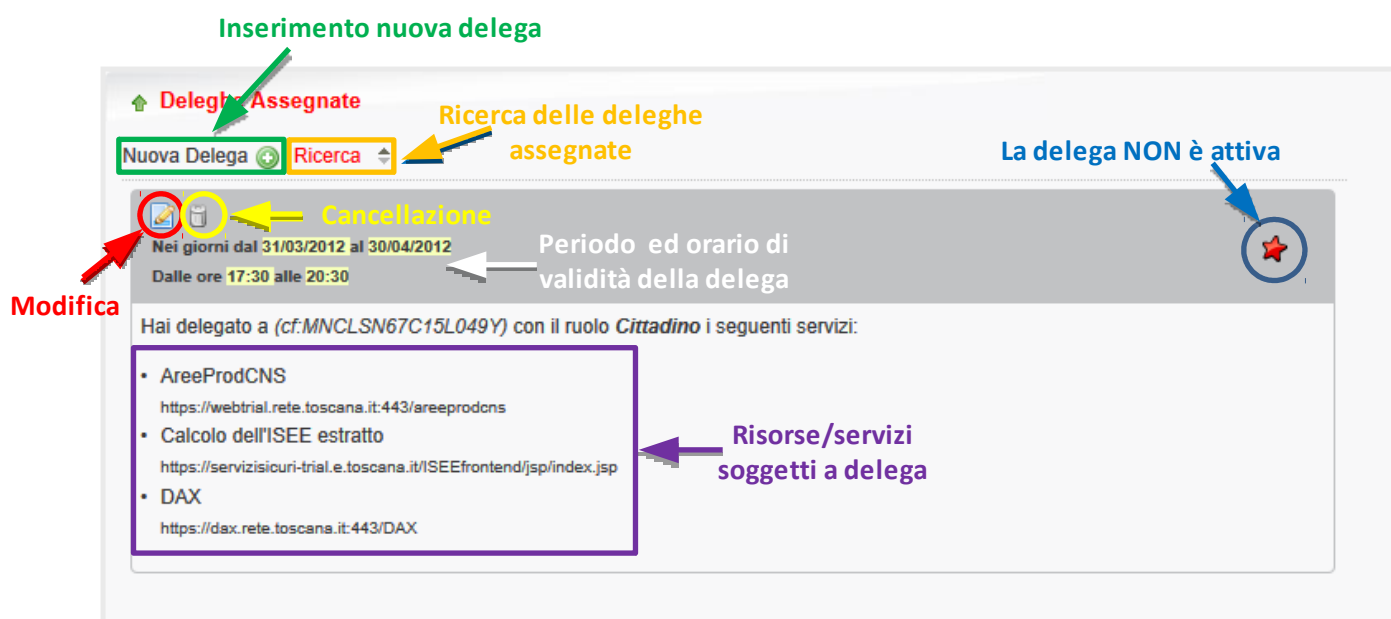 Inserimento nuova delega
Deleghe Assegnate
Ricerca delle deleghe
assegnate
Nuova Delega
Ricerca
La delega NON è attiva
Cancellazione
Nei giorni dal 31/03/2012 al 30/04/2012
Dalle ore 17:30 alle 20:30
Periodo ed orario di
validità della delega
Modifica
Hai delegato a (cf:MNCLSN67C15L049Y) con il ruolo Cittadino i seguenti servizi:
• AreeProdCNS
https://webtrial.rete.toscana.it:443/areeprodcns
• Calcolo dell'ISEE estratto
https://servizisicuri-trial.e.toscana.it/ISEEfrontend/jsp/index.jsp
• DAX
https://dax.rete.toscana.it:443/DAX
Risorse/servizi
soggetti a delega